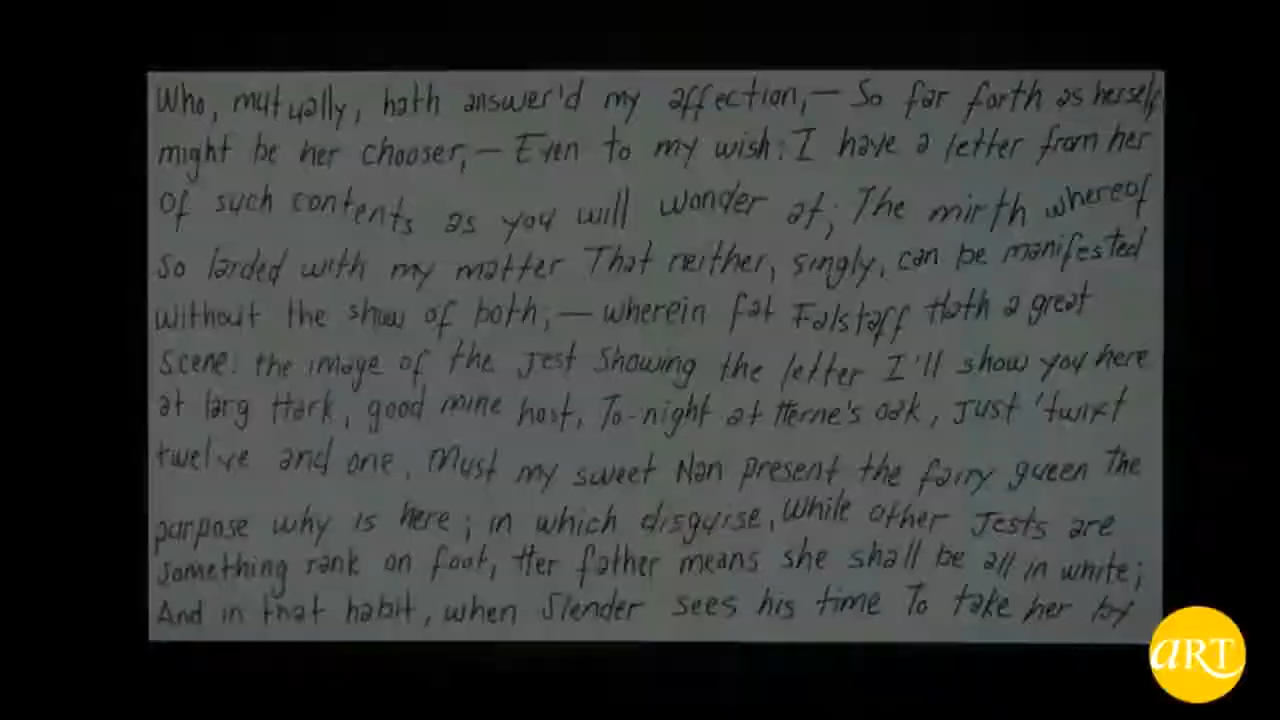 Who, mutually, hath answer'd my affection,— So far forth as herself
might be her chooser,— Even to my wish: I have a letter from her
of such contents as you will wonder at; The mirth whereof
So larded with my matter That neither, singly, can be manifested
without the show of both;— wherein fat Falstaff Hath a great
scene: the image of the jest Showing the letter I'll show you here
at larg Hark, good mine host, To-night at Herne's oak, Just 'twixt
twelve and one, Must my sweet Nan present the fairy queen The
purpose why is here; in which disguise, While other Jests are
something rank on foot, Her father means she shall be all in white;
And in that habit, when Slender sees his time To take her by
aRT